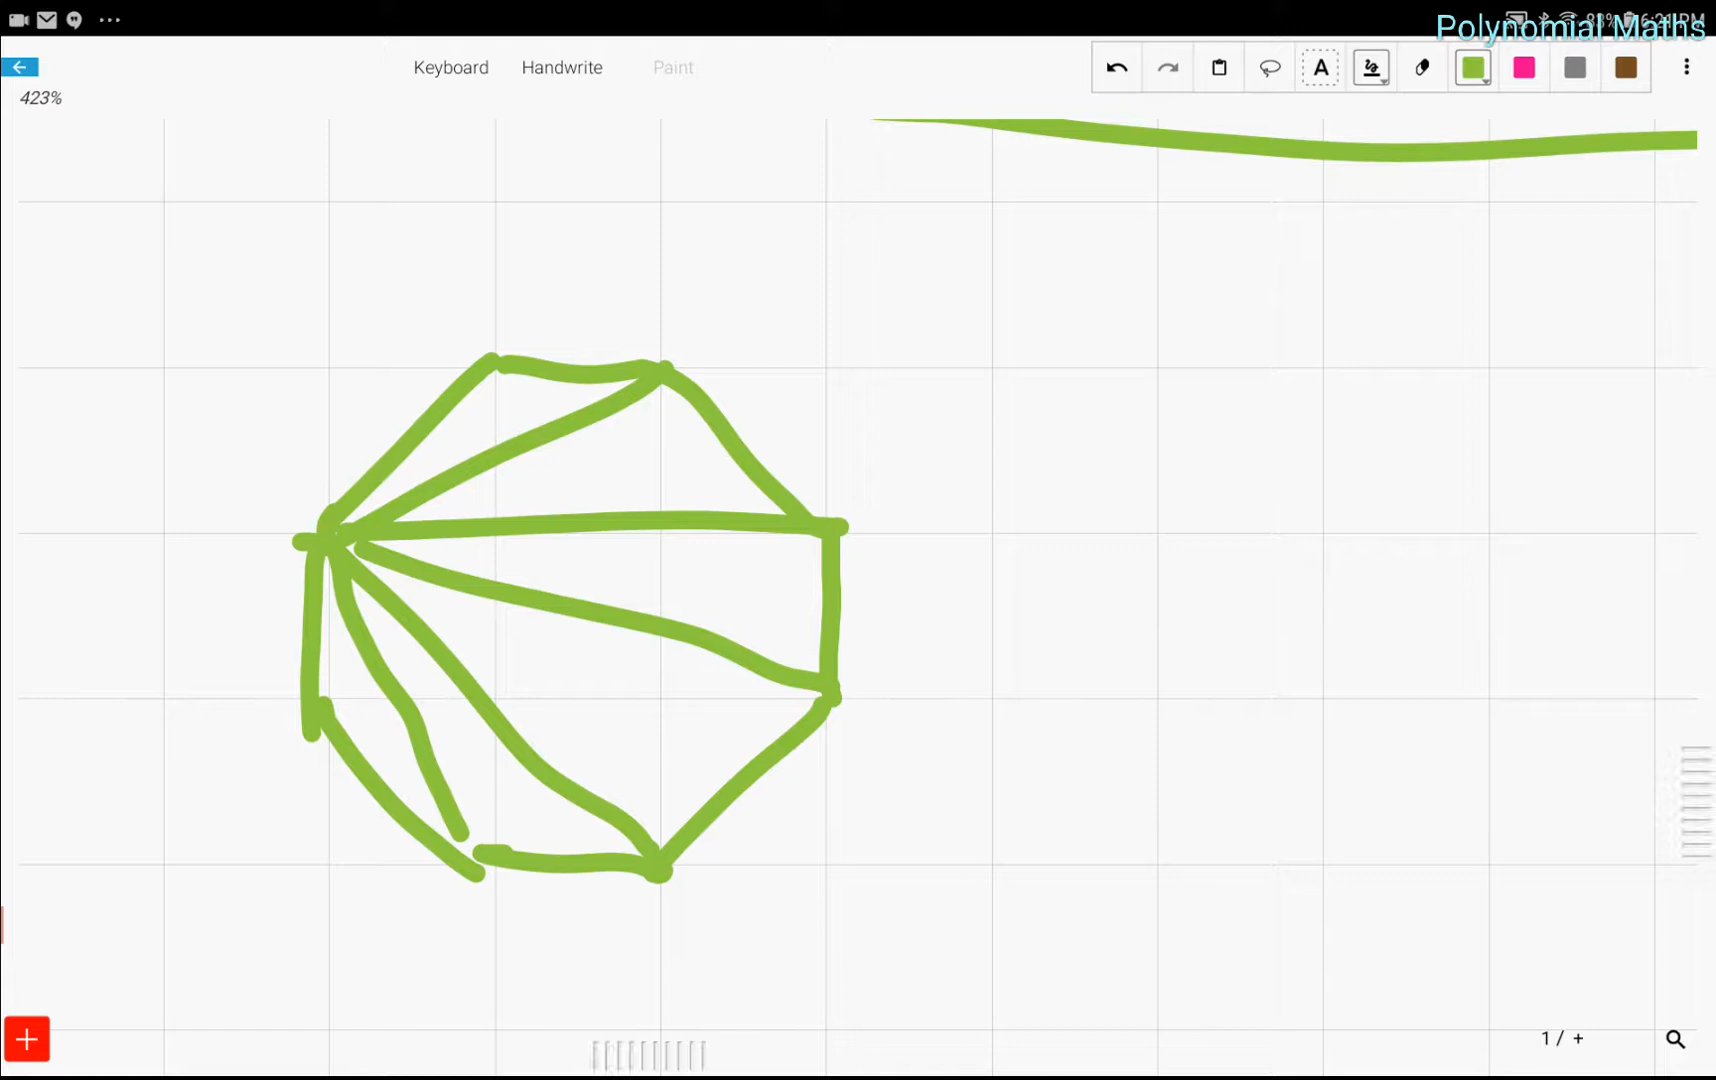 Polynomial Maths
Keyboard Handwrite Paint
A
423%
1 / +